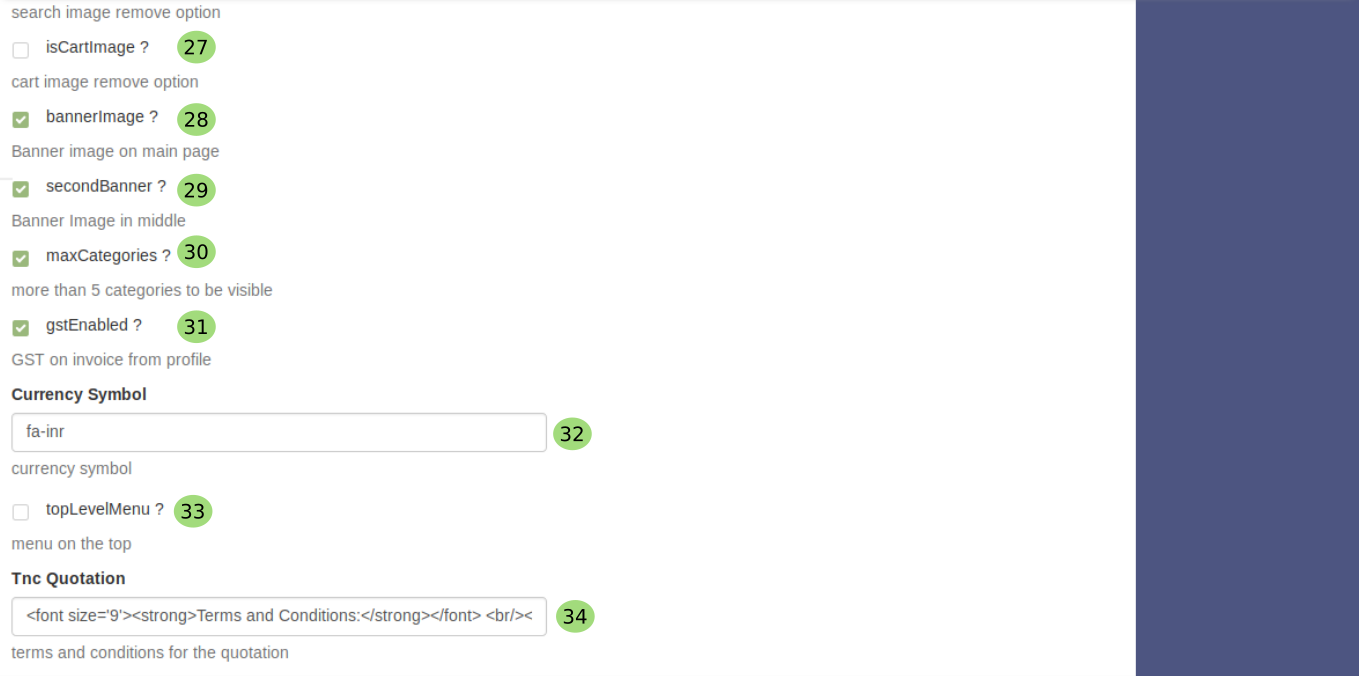 search image remove option
isCartImage ? 27
cart image remove option
bannerImage ? 28
Banner image on main page
secondBanner ? 29
Banner Image in middle
maxCategories ? 30
more than 5 categories to be visible
gstEnabled ? 31
GST on invoice from profile
Currency Symbol
fa-inr 32
currency symbol
topLevelMenu ? 33
menu on the top
Tnc Quotation
<font size='9'><strong>Terms and Conditions:</strong></font> <br/>< 34
terms and conditions for the quotation